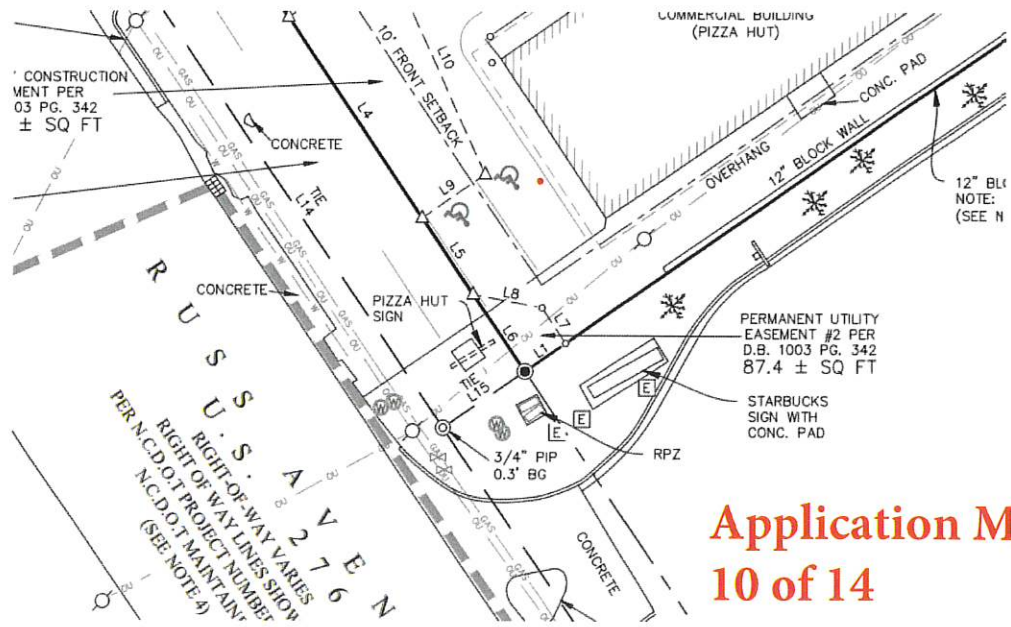 COMMERCIAL BUILDING
(PIZZA HUT)
CONC. PAD
' CONSTRUCTION
MENT PER
03 PG. 342
± SQ FT
GAS
OU
CONCRETE
L4
10' FRONT SETBACK
L10
L9
L5
TIE
L14
OVERHANG
12" BLOCK WALL
NOTE:
(SEE N
CONCRETE
PIZZA HUT
SIGN
L8
L6
L7
L1
TIE
L15
PERMANENT UTILITY
EASEMENT #2 PER
D.B. 1003 PG. 342
87.4 ± SQ FT
STARBUCKS
SIGN WITH
CONC. PAD
E
E
E
RPZ
W
W
3/4" PIP
0.3' BG
RUSS AVEN
U.S. 276
RIGHT-OF-WAY VARIES
RIGHT OF WAY LINES SHOW
PER N.C.D.O.T PROJECT NUMBER
N.C.D.O.T MAINTAIN
(SEE NOTE 4)
CONCRETE
Application M
10 of 14